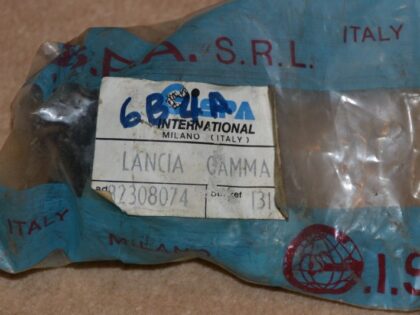 ITALY
S.P.A. S.R.L.
6B4A
INTERNATIONAL
MILANO (ITALY)
LANCIA GAMMA
82308074 131
ITALY
MILANO
G.I.S